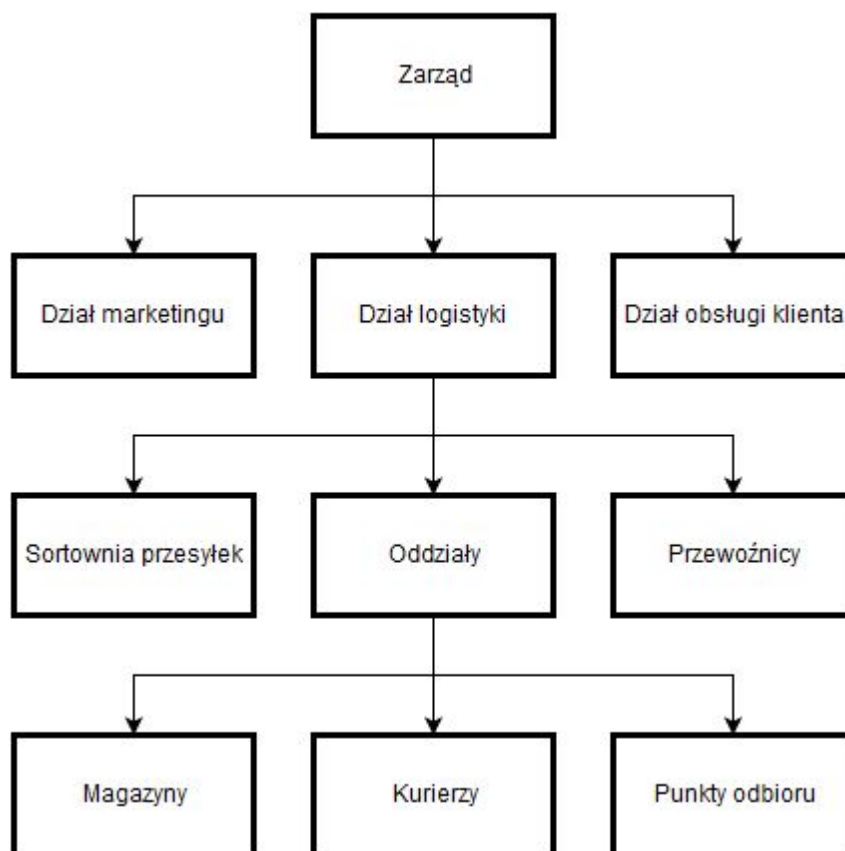 Zarząd
Dział marketingu
Dział logistyki
Dział obsługi klienta
Sortownia przesyłek
Oddziały
Przewoźnicy
Magazyny
Kurierzy
Punkty odbioru